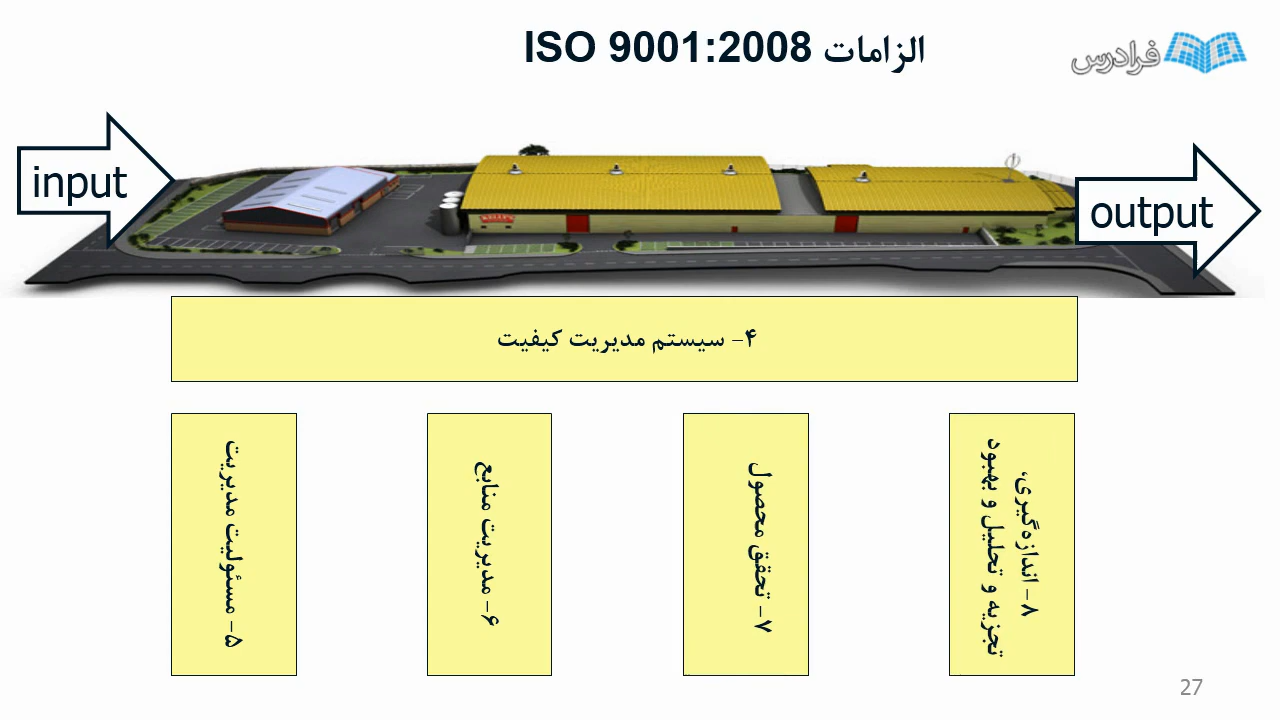 الزامات ISO 9001:2008
فرادرس
input
KELLY'S
output
۴- سیستم مدیریت کیفیت
۵- مسئولیت مدیریت
۶- مدیریت منابع
۷- تحقق محصول
۸- اندازه‌گیری،
تجزیه و تحلیل و بهبود
27